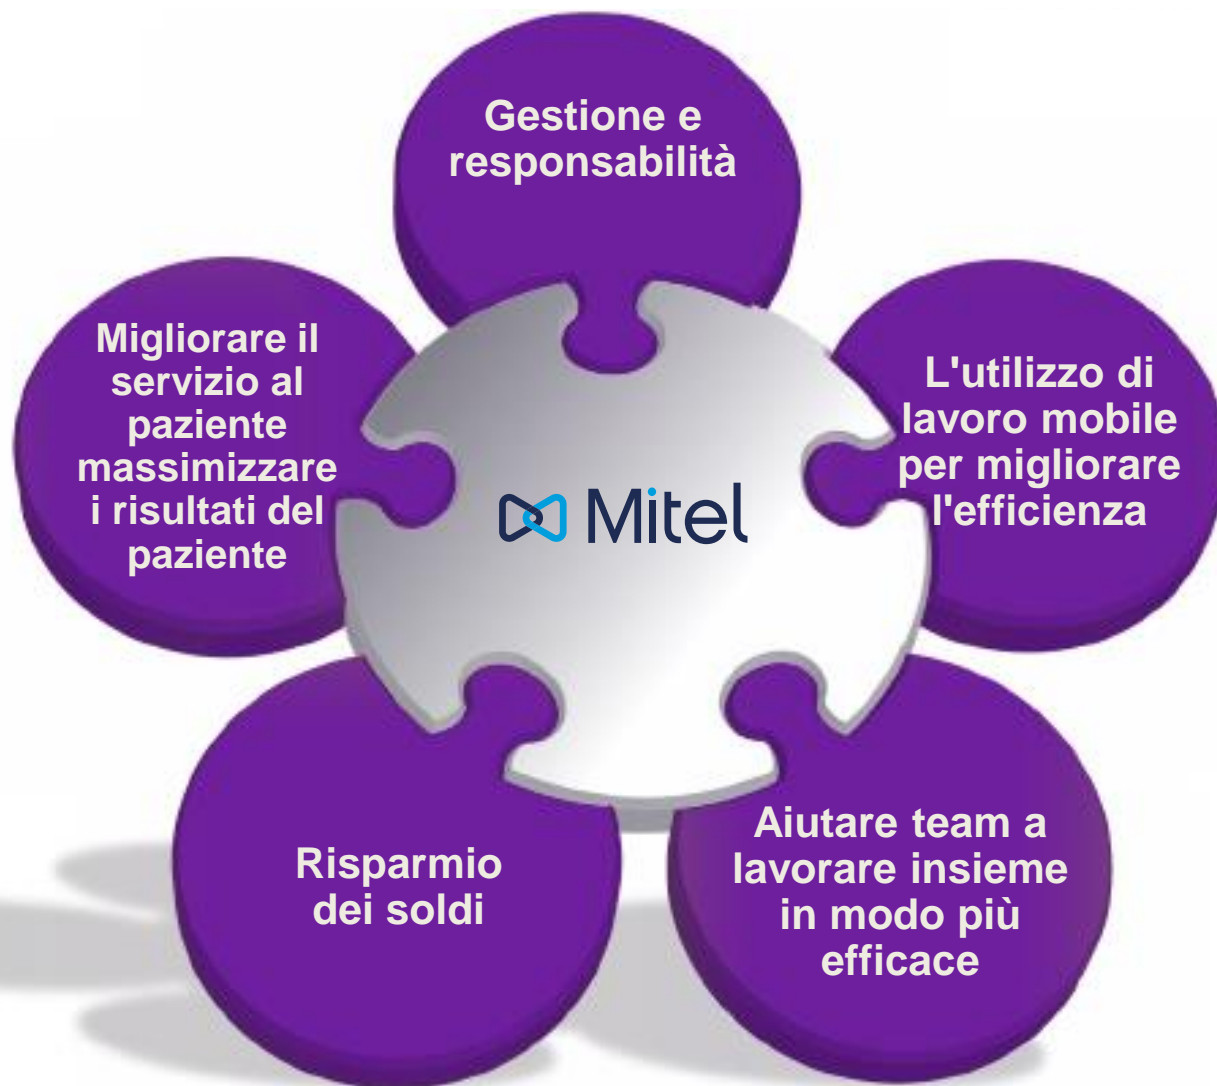 Gestione e
responsabilità
Migliorare il
servizio al
paziente
massimizzare
i risultati del
paziente
L'utilizzo di
lavoro mobile
per migliorare
l'efficienza
Mitel
Risparmio
dei soldi
Aiutare team a
lavorare insieme
in modo più
efficace